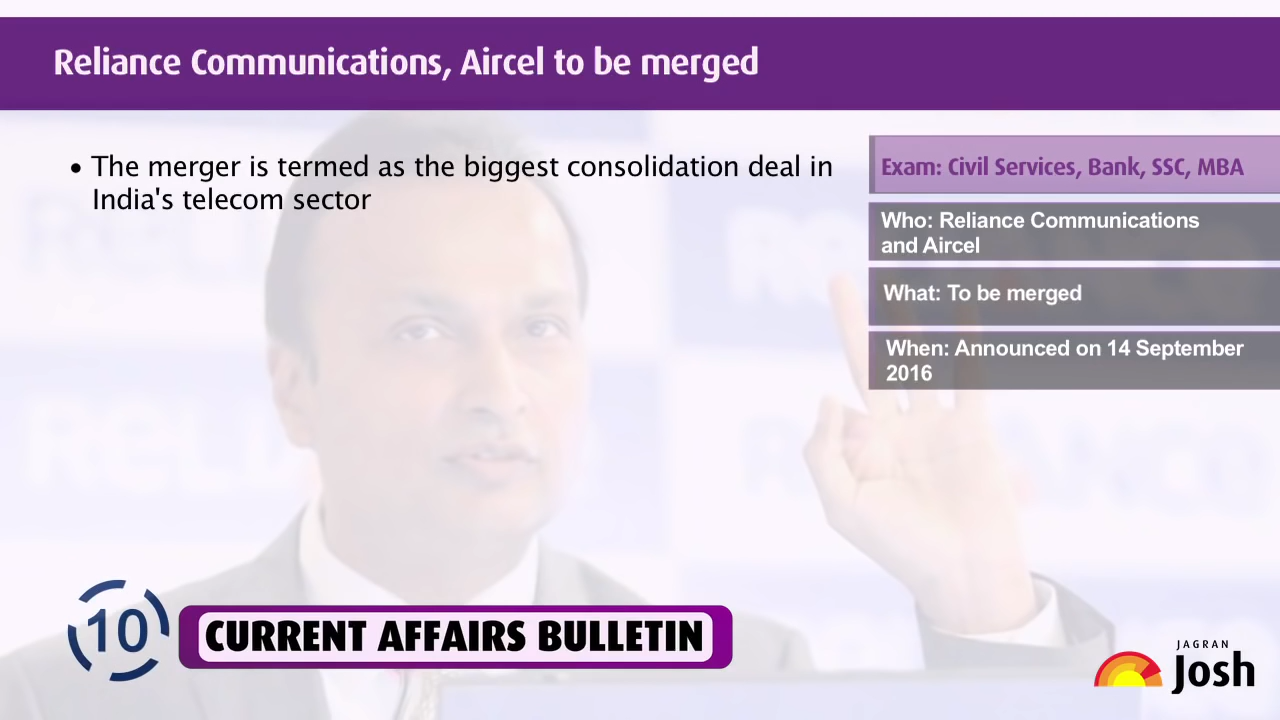 Reliance Communications, Aircel to be merged
• The merger is termed as the biggest consolidation deal in
India's telecom sector
Exam: Civil Services, Bank, SSC, MBA
Who: Reliance Communications
and Aircel
What: To be merged
When: Announced on 14 September
2016
10
CURRENT AFFAIRS BULLETIN
JAGRAN
Josh